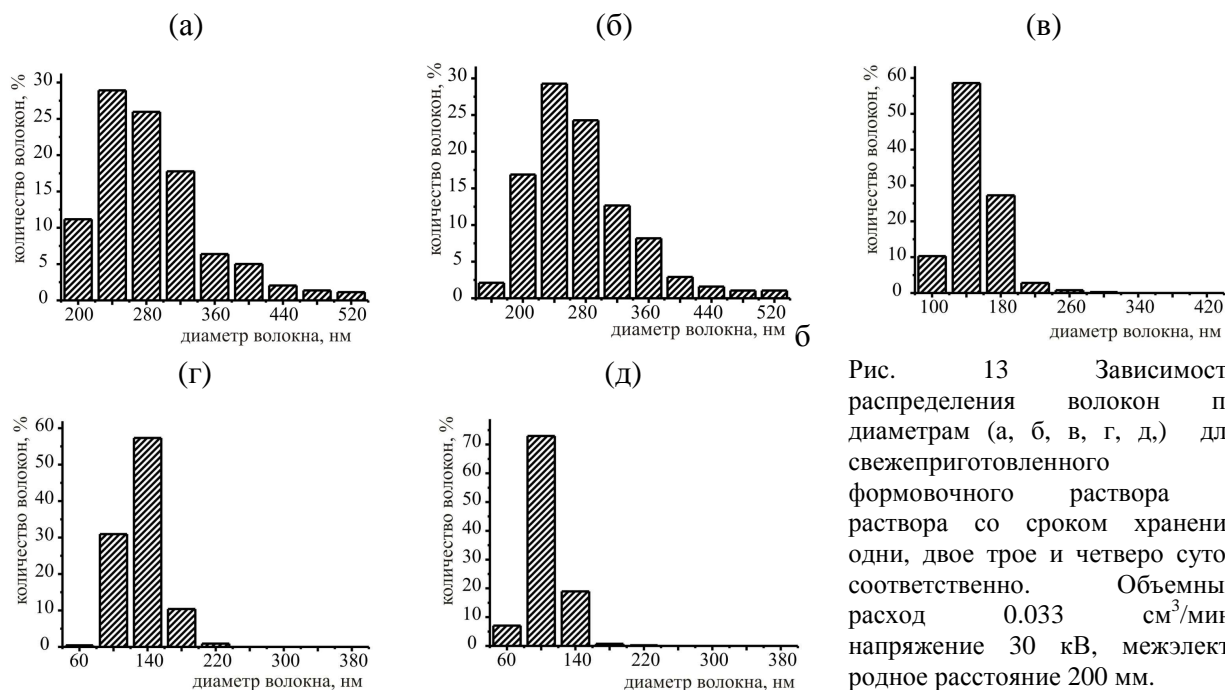 (а) (б) (в)
количество волокон, %
30
25
20
15
10
5
0
200 280 360 440 520
диаметр волокна, нм
количество волокон, %
30
25
20
15
10
5
0
200 280 360 440 520
диаметр волокна, нм
б
количество волокон, %
60
50
40
30
20
10
0
100 180 260 340 420
диаметр волокна, нм
(г) (д)
количество волокон, %
60
50
40
30
20
10
0
60 140 220 300 380
диаметр волокна, нм
количество волокон, %
70
60
50
40
30
20
10
0
60 140 220 300 380
диаметр волокна, нм
Рис. 13 Зависимост
распределения волокон п
диаметрам (а, б, в, г, д,) дл
свежеприготовленного
формовочного раствора
раствора со сроком хранени
одни, двое трое и четверо суто
соответственно. Объемны
расход 0.033 см³/мин
напряжение 30 кВ, межэлект
родное расстояние 200 мм.